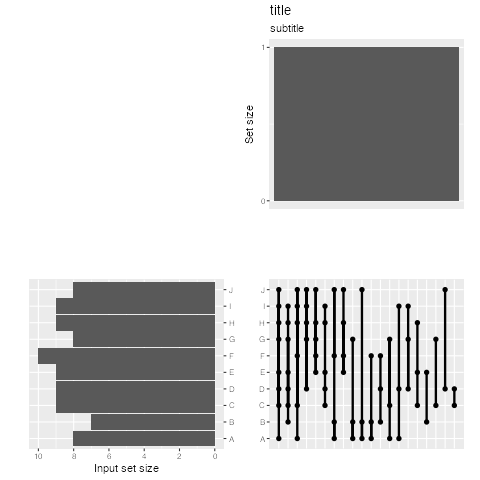 title
subtitle
1
Set size
0
J
I
H
G
F
E
D
C
B
A
J
I
H
G
F
E
D
C
B
A
10 8 6 4 2 0
Input set size